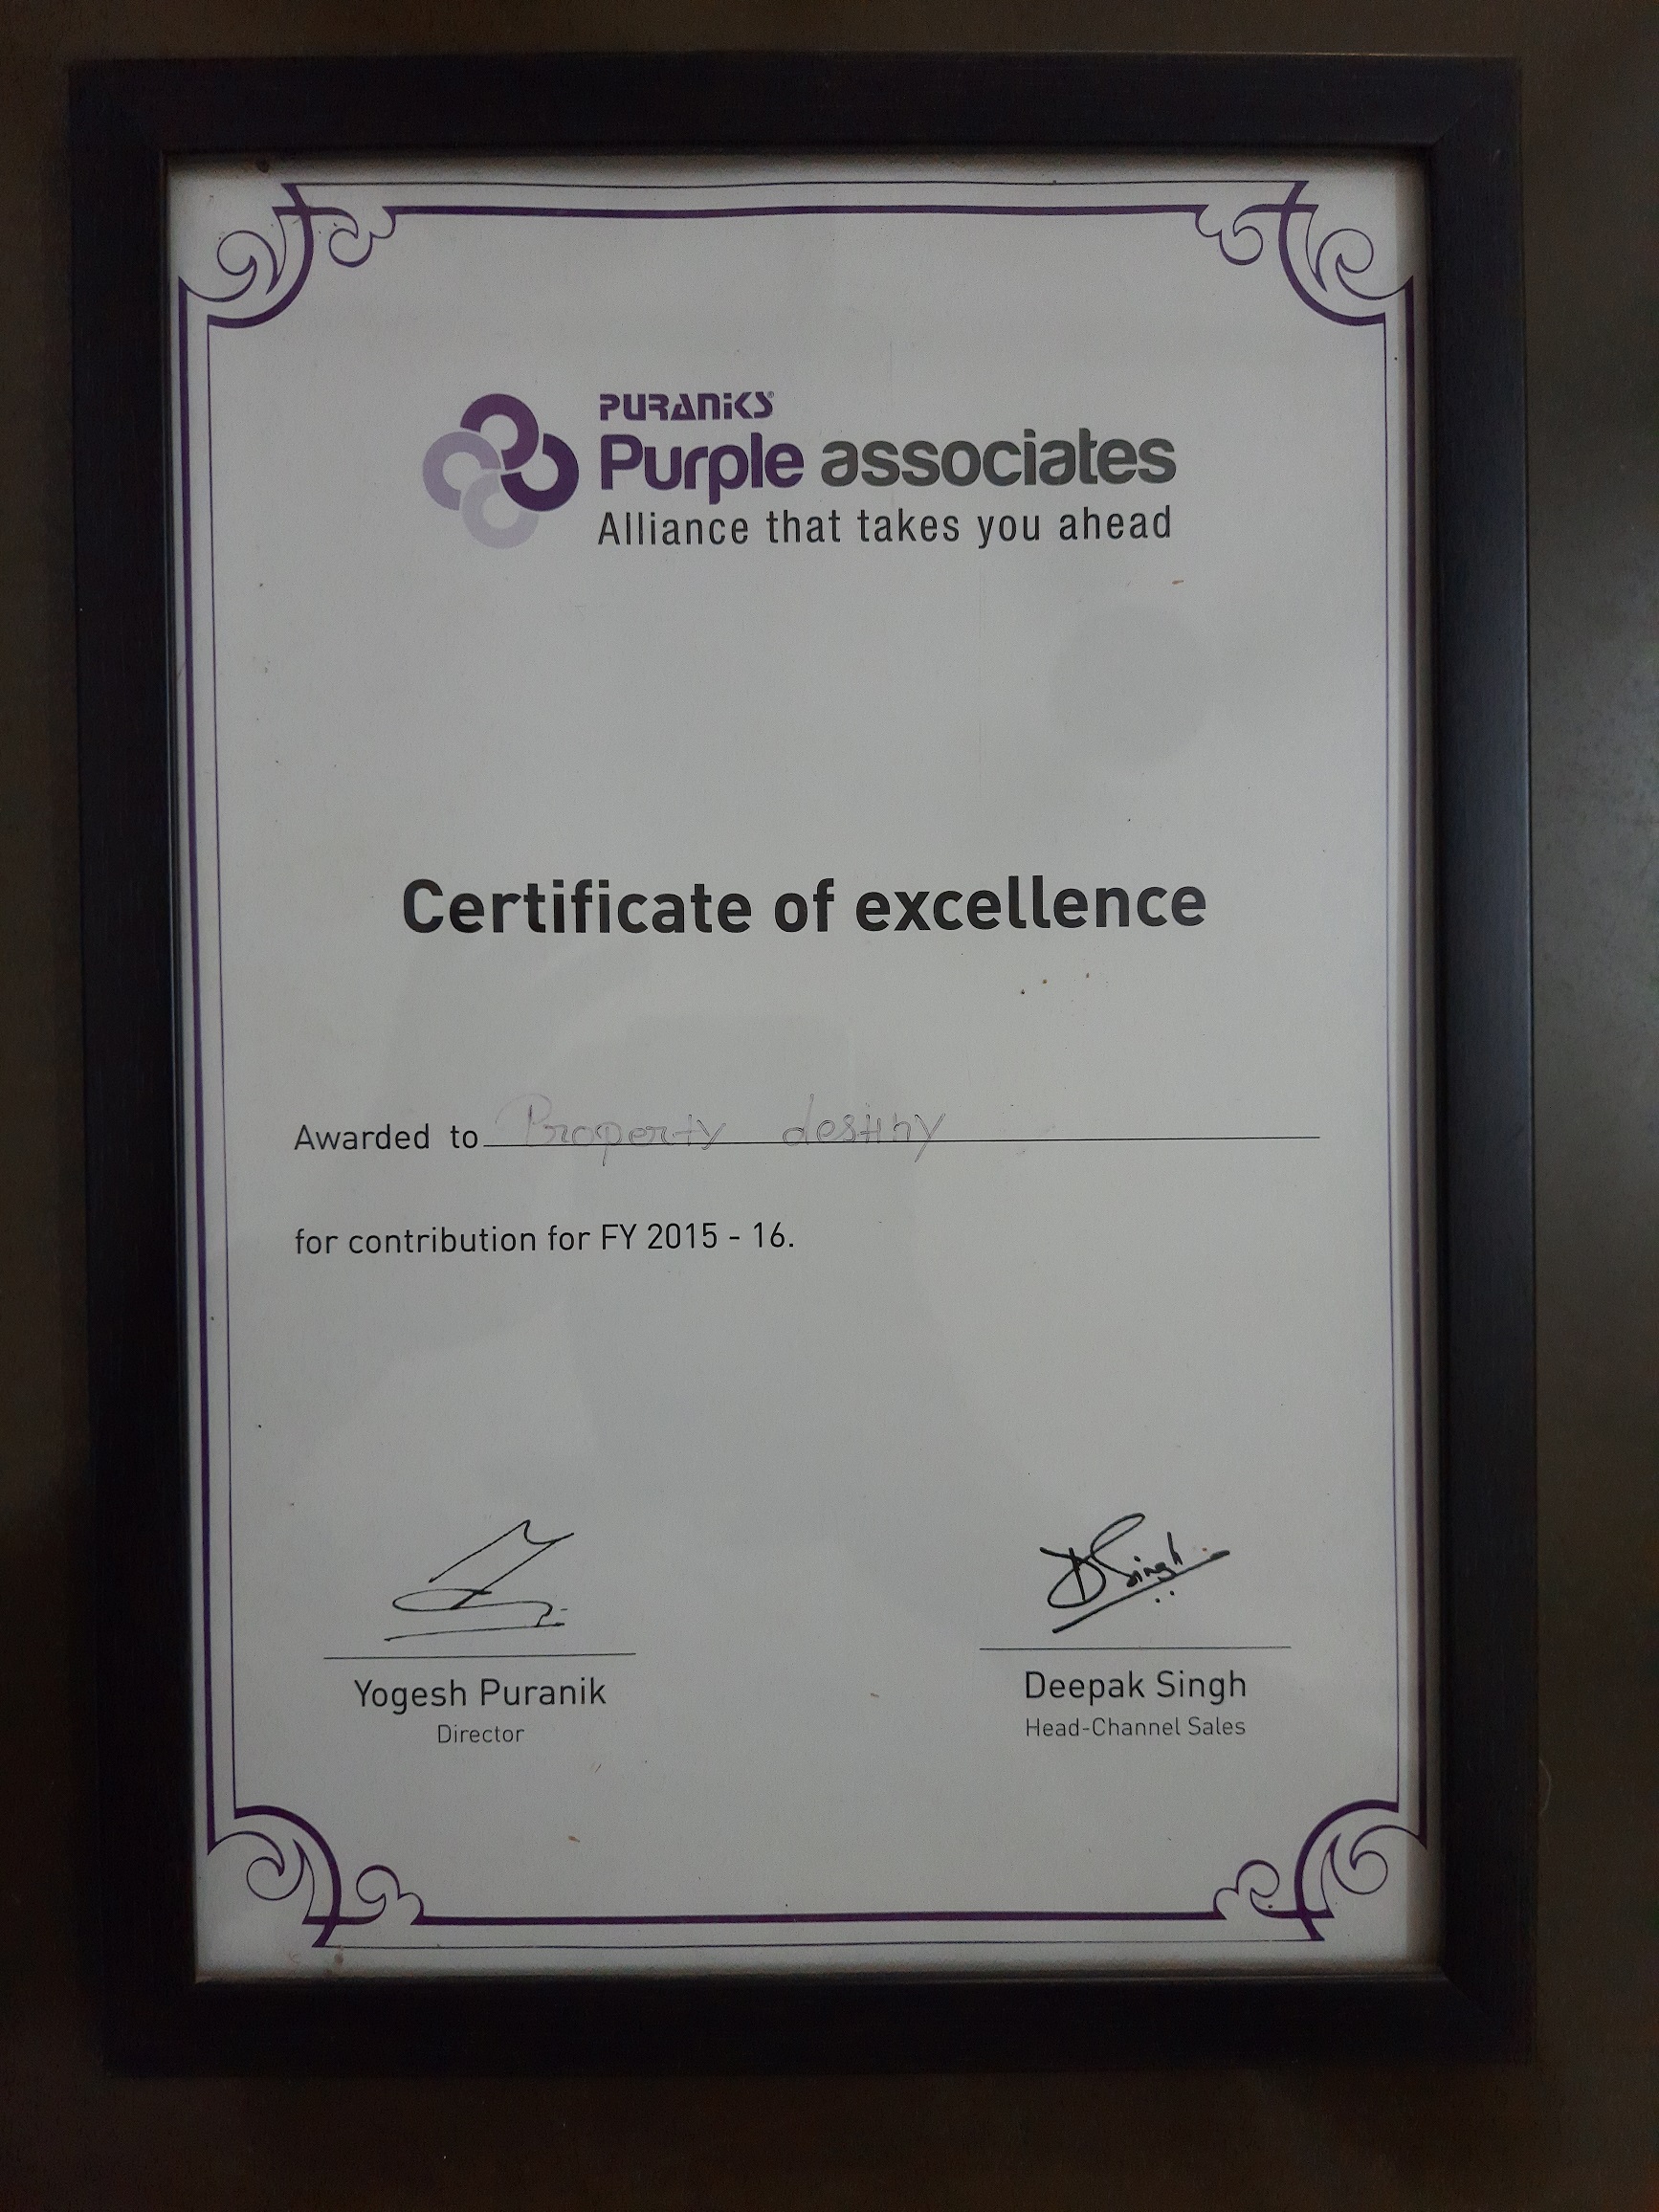 PURANIKS®
Purple associates
Alliance that takes you ahead
Certificate of excellence
Awarded to Property destiny
for contribution for FY 2015 - 16.
DSingh
Yogesh Puranik
Director
Deepak Singh
Head-Channel Sales